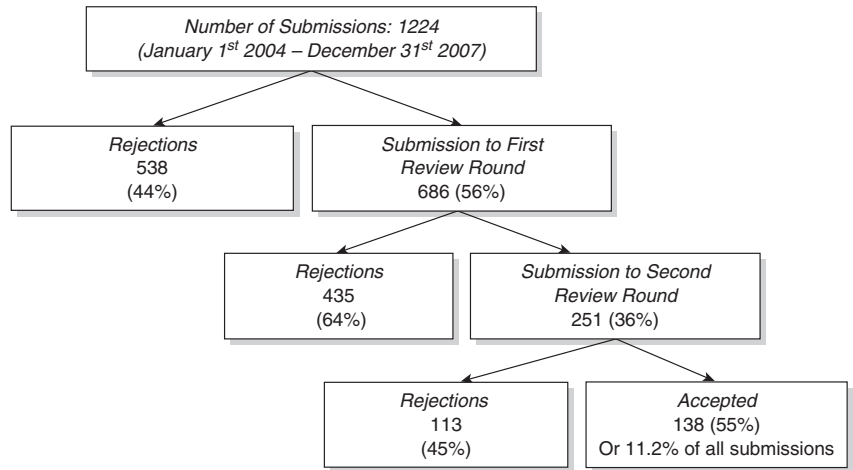 Number of Submissions: 1224
(January 1st 2004 – December 31st 2007)
Rejections
538
(44%)
Submission to First
Review Round
686 (56%)
Rejections
435
(64%)
Submission to Second
Review Round
251 (36%)
Rejections
113
(45%)
Accepted
138 (55%)
Or 11.2% of all submissions